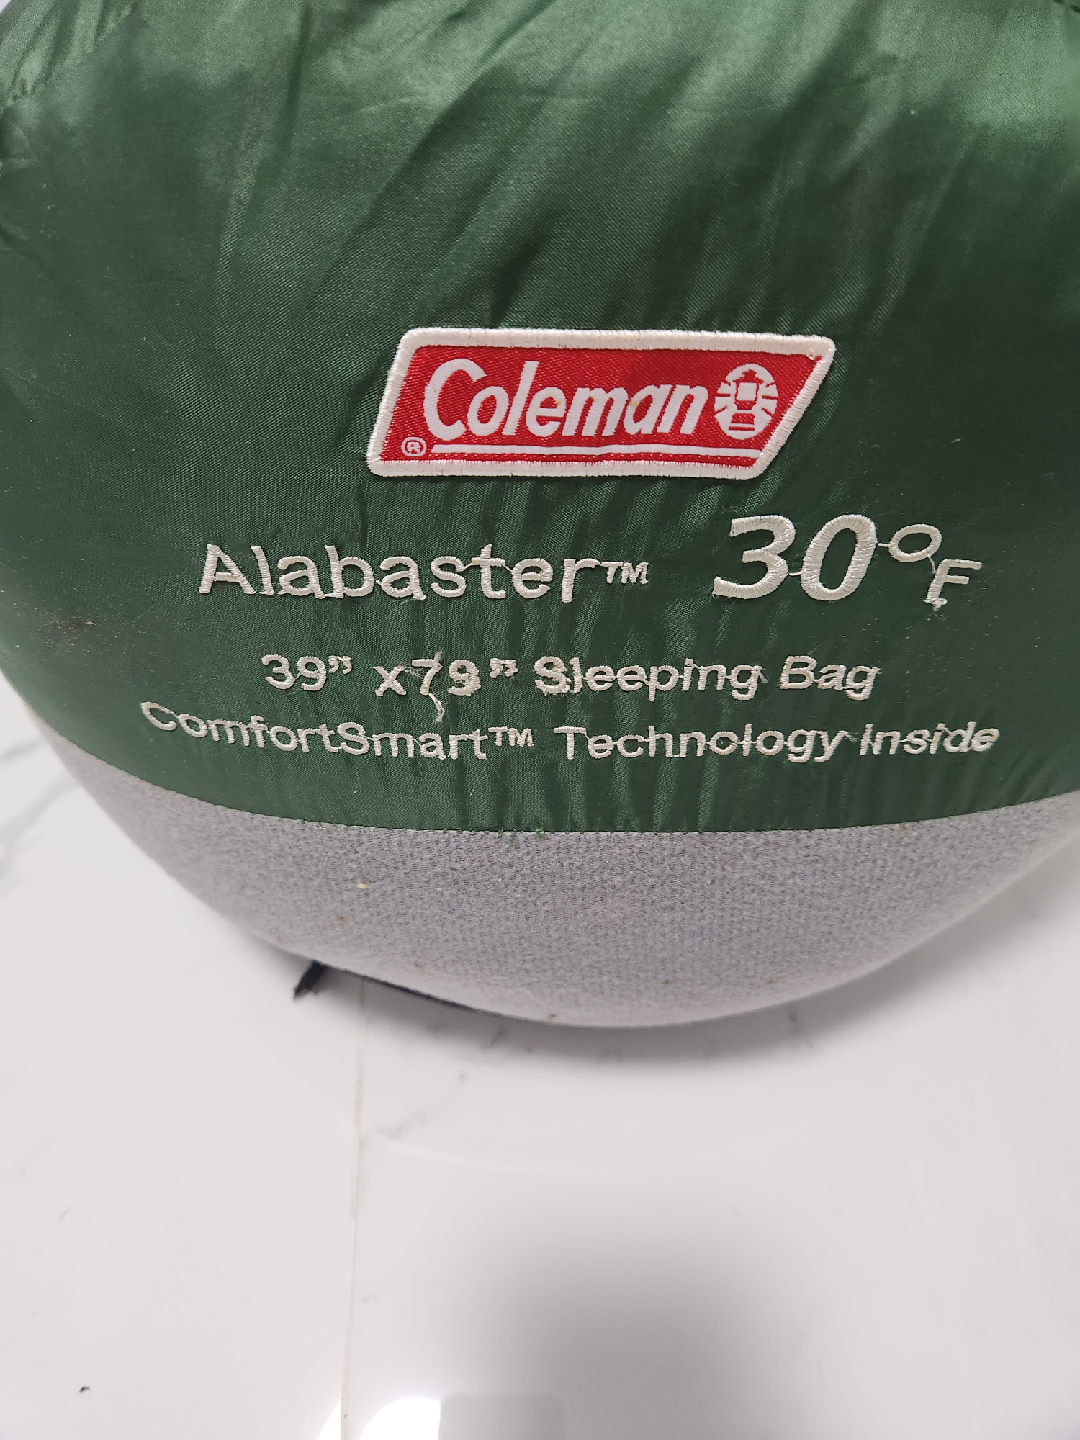 Coleman ®
Alabaster™ 30°F
39” x79” Sleeping Bag
ComfortSmart™ Technology Inside